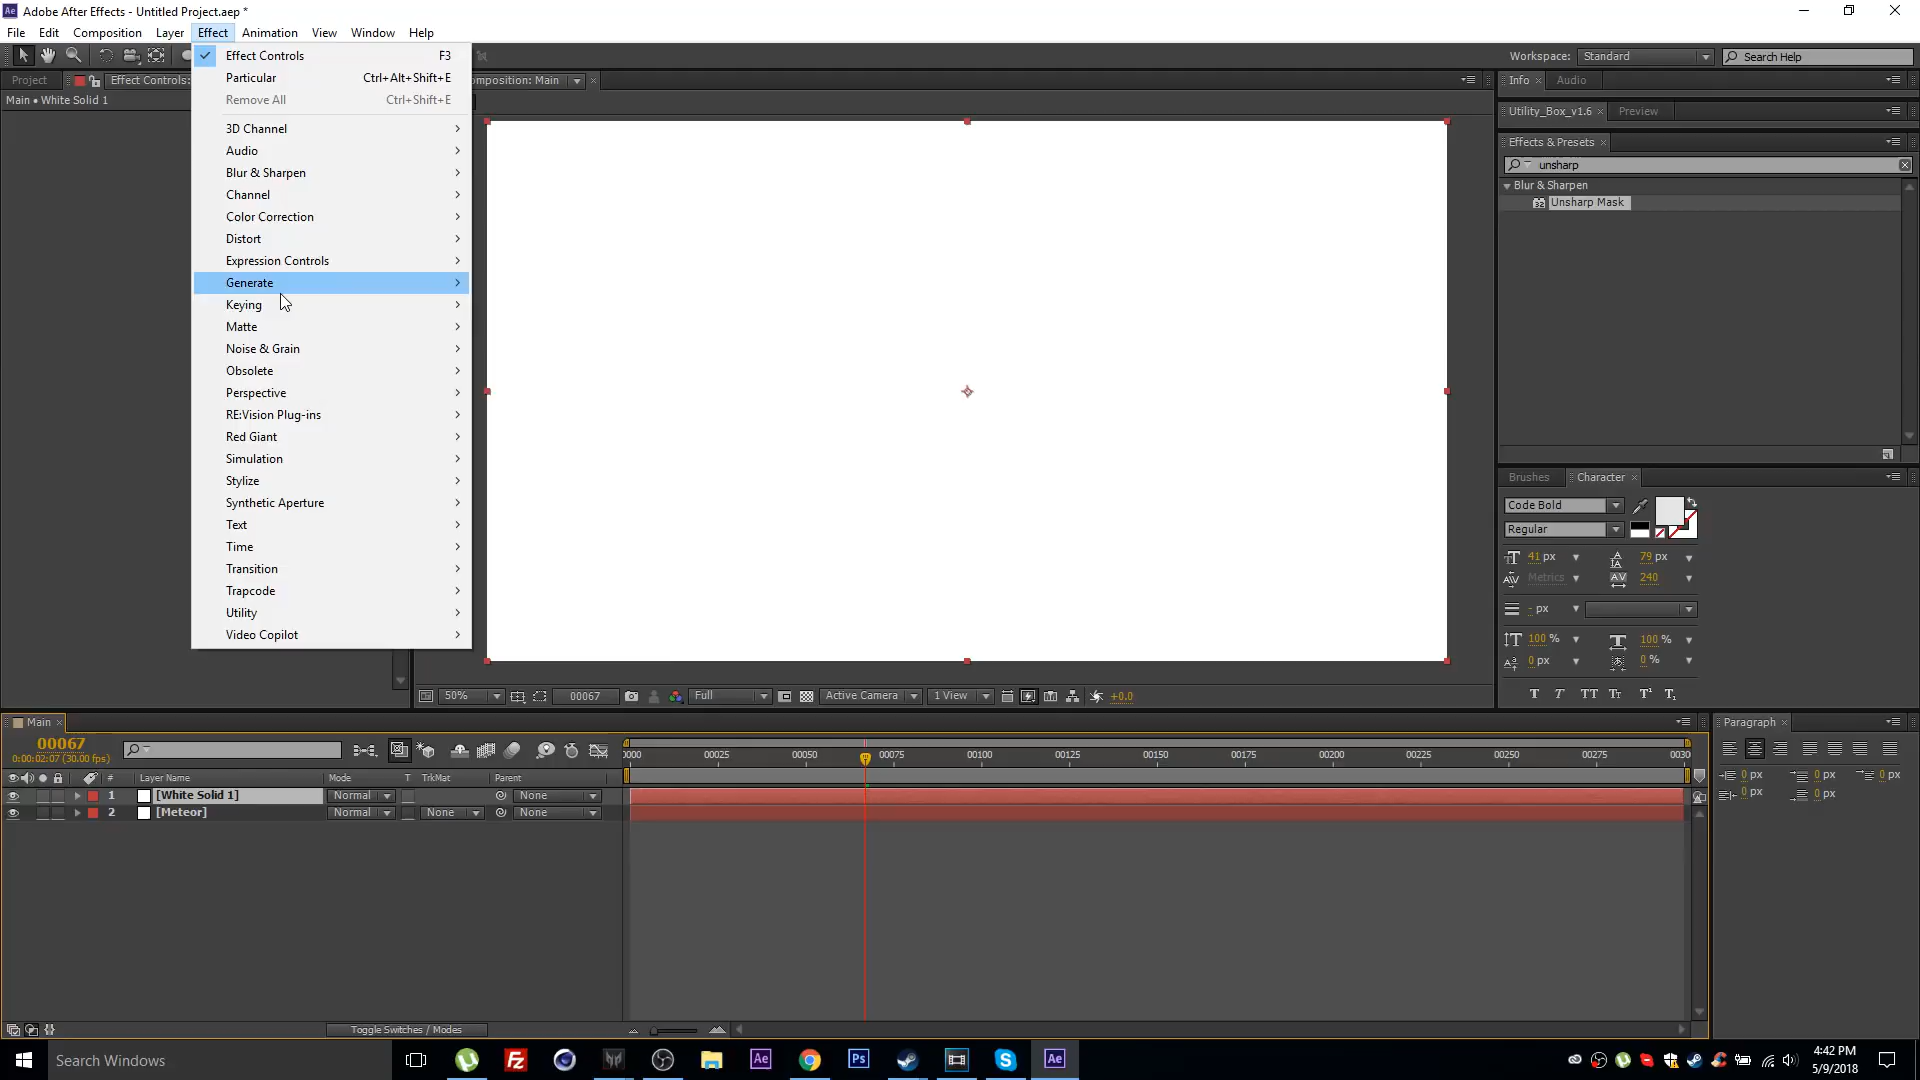 Adobe After Effects - Untitled Project.aep *
File Edit Composition Layer Effect Animation View Window Help
Workspace: Standard Search Help
Project Effect Controls: omposition: Main Info Audio
Main • White Solid 1
Effect Controls F3
Particular Ctrl+Alt+Shift+E
Remove All Ctrl+Shift+E
3D Channel
Audio
Blur & Sharpen
Channel
Color Correction
Distort
Expression Controls
Generate
Keying
Matte
Noise & Grain
Obsolete
Perspective
RE:Vision Plug-ins
Red Giant
Simulation
Stylize
Synthetic Aperture
Text
Time
Transition
Trapcode
Utility
Video Copilot
Utility_Box_v1.6 Preview
Effects & Presets
unsharp
Blur & Sharpen
32 Unsharp Mask
Brushes Character
Code Bold
Regular
41 px 79 px
Metrics 240
- px
100 % 100 %
0 px 0 %
T T TT Tt T¹ T₁
50% 00067 Full Active Camera 1 View +0.0
Main
00067
0:00:02:07 (30.00 fps)
0000 00025 00050 00075 00100 00125 00150 00175 00200 00225 00250 00275 0030
# Layer Name Mode T TrkMat Parent
1 [White Solid 1] Normal None
2 [Meteor] Normal None None
Toggle Switches / Modes
Paragraph
0 px 0 px 0 px
0 px 0 px
Search Windows
4:42 PM
5/9/2018